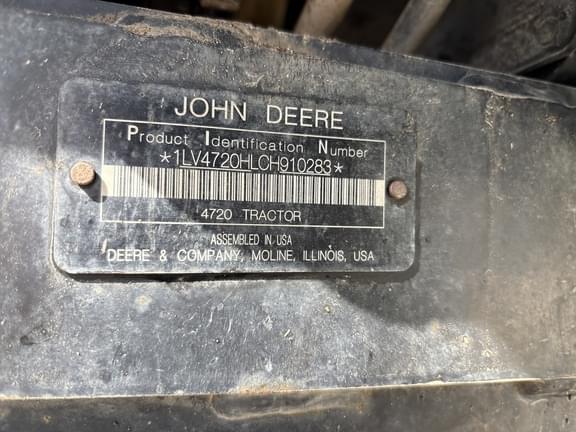 JOHN DEERE
Product Identification Number
*1LV4720HLCH910283*
4720 TRACTOR
ASSEMBLED IN USA
DEERE & COMPANY, MOLINE, ILLINOIS, USA